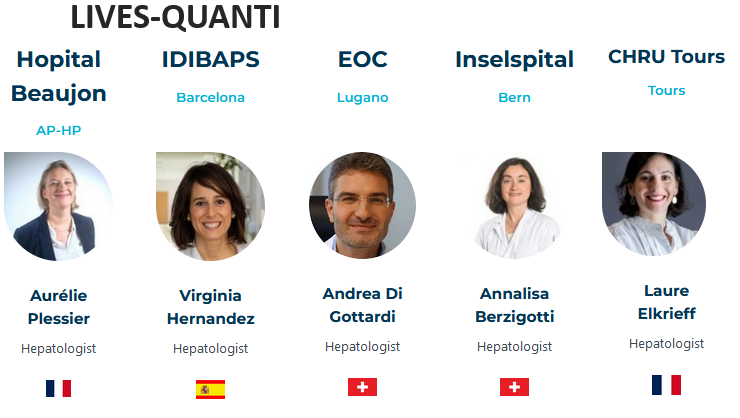 LIVES-QUANTI
Hopital
Beaujon
AP-HP
IDIBAPS
Barcelona
EOC
Lugano
Inselspital
Bern
CHRU Tours
Tours
Aurélie
Plessier
Hepatologist
Virginia
Hernandez
Hepatologist
Andrea Di
Gottardi
Hepatologist
Annalisa
Berzigotti
Hepatologist
Laure
Elkrieff
Hepatologist